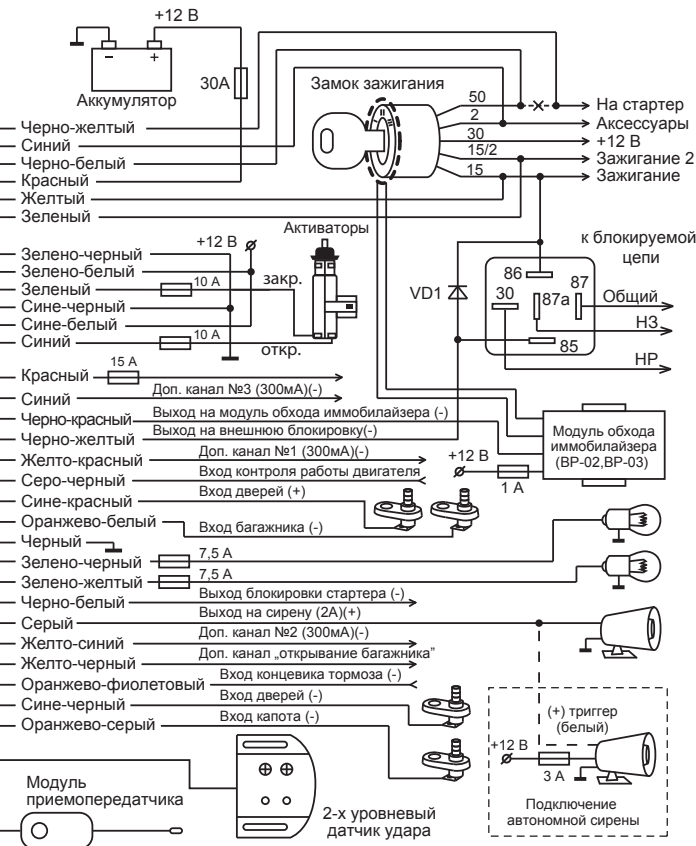 +12 В
– +
Аккумулятор
30А
Замок зажигания
50
2
30
15/2
15
На стартер
Аксессуары
+12 В
Зажигание 2
Зажигание
Черно-желтый
Синий
Черно-белый
Красный
Желтый
Зеленый
Зелено-черный
Зелено-белый
Зеленый
Сине-черный
Сине-белый
Синий
+12 В
10 А
10 А
Активаторы
закр.
откр.
VD1
86
87
30
87а
85
к блокируемой
цепи
Общий
НЗ
НР
Красный
15 А
Синий
Доп. канал №3 (300мА)(-)
Черно-красный
Выход на модуль обхода иммобилайзера (-)
Черно-желтый
Выход на внешнюю блокировку(-)
Желто-красный
Доп. канал №1 (300мА)(-)
Серо-черный
Вход контроля работы двигателя
Сине-красный
Вход дверей (+)
Оранжево-белый
Вход багажника (-)
Черный
Зелено-черный
7,5 А
Зелено-желтый
7,5 А
Черно-белый
Выход блокировки стартера (-)
Серый
Выход на сирену (2А)(+)
Желто-синий
Доп. канал №2 (300мА)(-)
Желто-черный
Доп. канал „открывание багажника”
Оранжево-фиолетовый
Вход концевика тормоза (-)
Сине-черный
Вход дверей (-)
Оранжево-серый
Вход капота (-)
+12 В
1 А
Модуль обхода
иммобилайзера
(BP-02,BP-03)
(+) триггер
(белый)
+12 В
3 А
Подключение
автономной сирены
Модуль
приемопередатчика
2-х уровневый
датчик удара